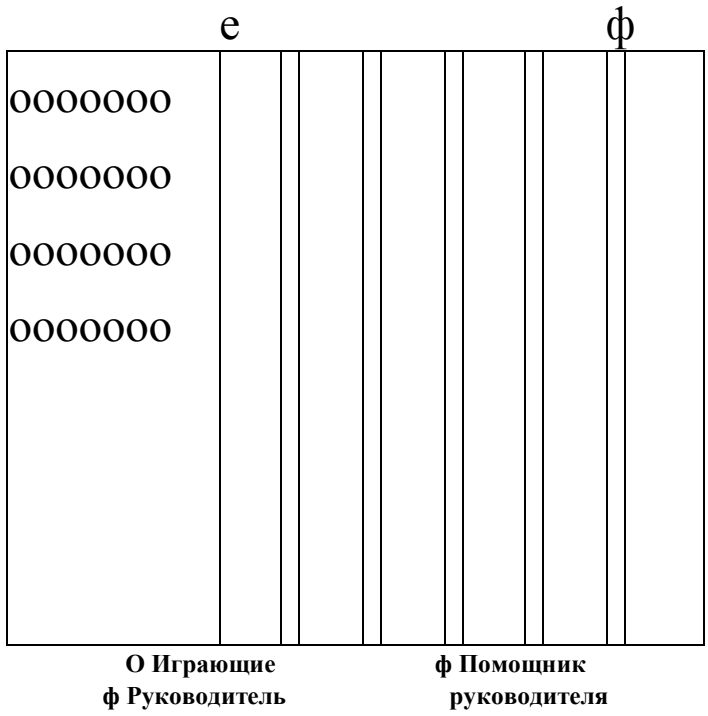 е ф
ооооооо
ооооооо
ооооооо
ооооооо
О Играющие ф Помощник
ф Руководитель руководителя